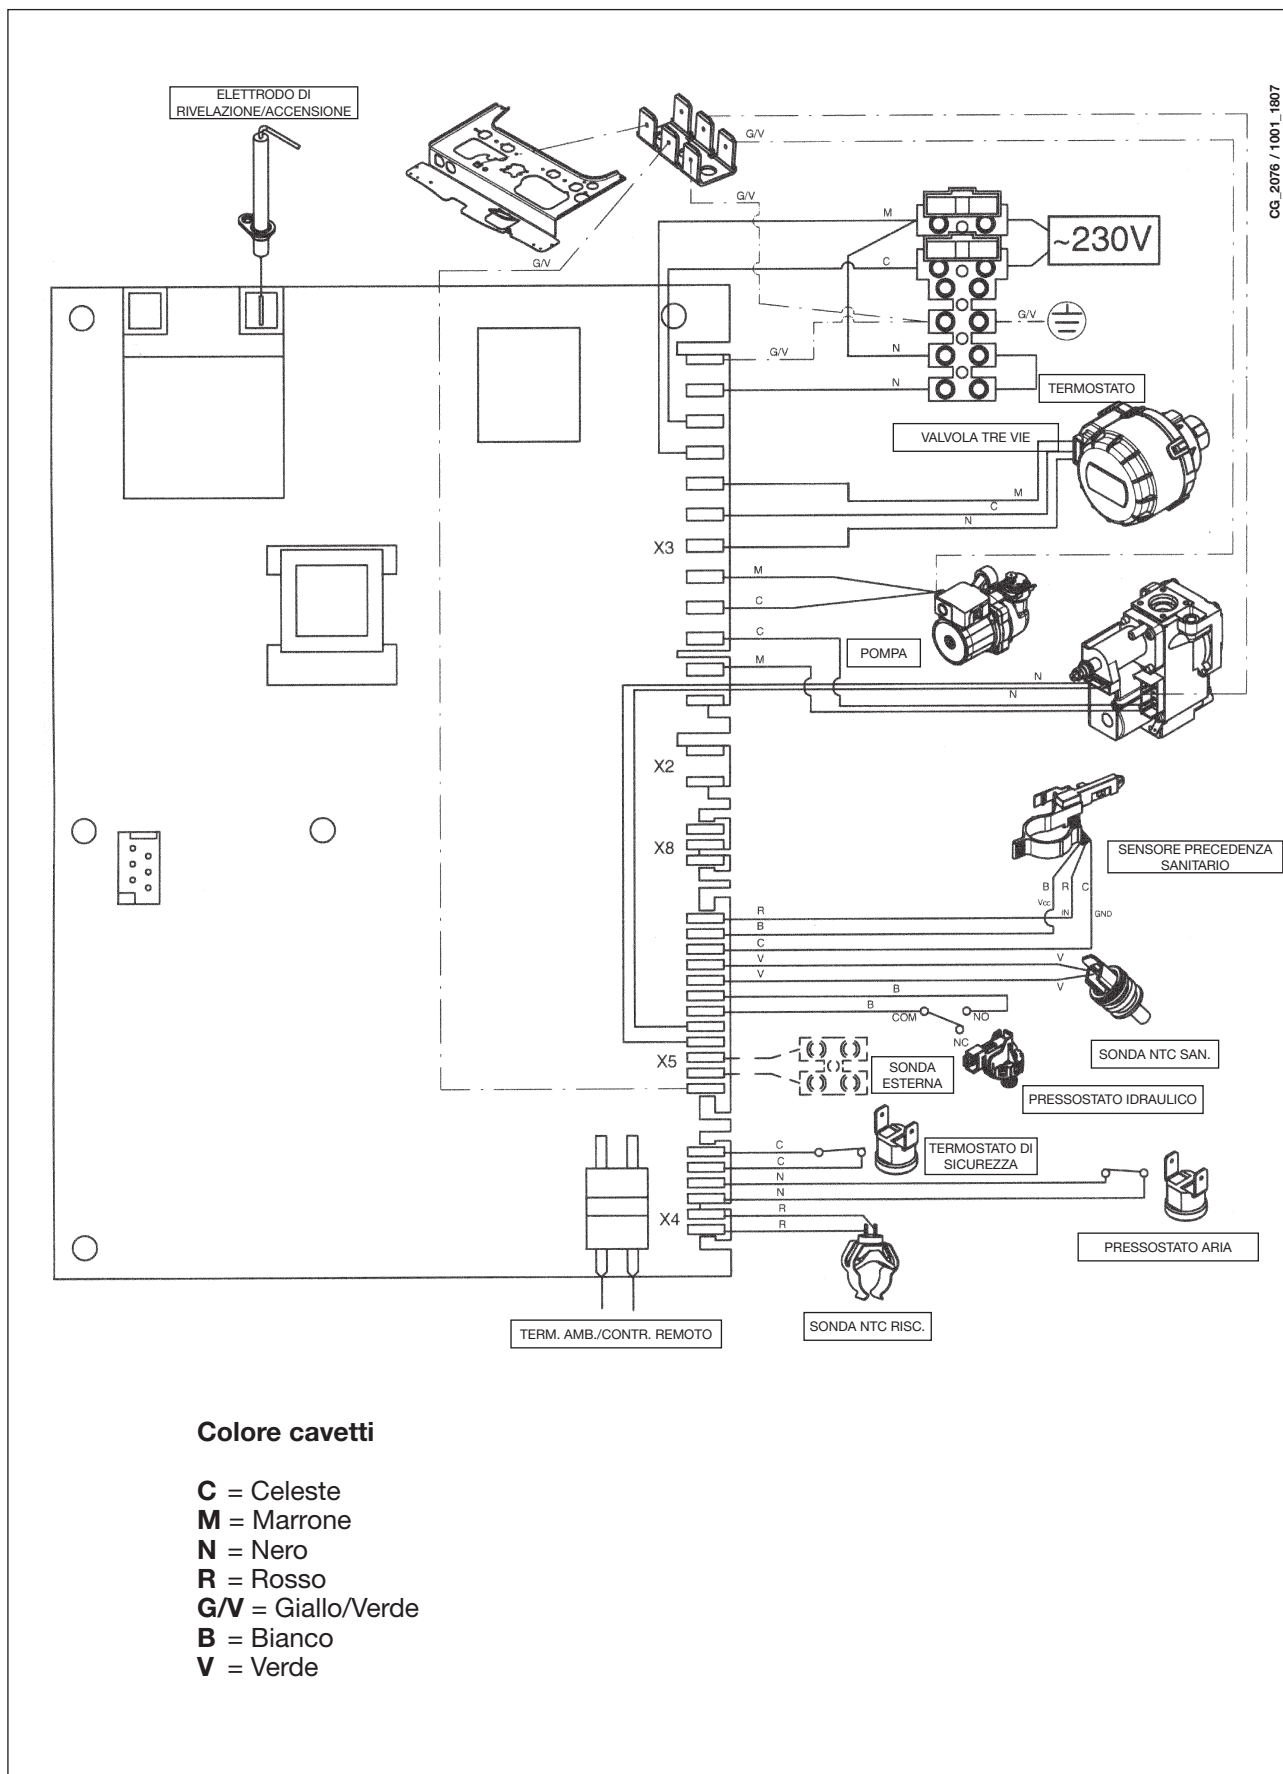 CG_2076 / 1001_1807
ELETTRODO DI
RIVELAZIONE/ACCENSIONE
G/V
G/V
M
~230V
G/V
C
G/V
G/V
N
N
TERMOSTATO
VALVOLA TRE VIE
M
C
N
X3
M
C
POMPA
C
M
N
N
X2
X8
SENSORE PRECEDENZA
SANITARIO
B R C
Vcc
IN
GND
R
B
C
V
V
V
V
B
B
COM
NO
NC
X5
SONDA
ESTERNA
SONDA NTC SAN.
PRESSOSTATO IDRAULICO
C
C
TERMOSTATO DI
SICUREZZA
N
N
R
R
X4
PRESSOSTATO ARIA
SONDA NTC RISC.
TERM. AMB./CONTR. REMOTO
Colore cavetti
C = Celeste
M = Marrone
N = Nero
R = Rosso
G/V = Giallo/Verde
B = Bianco
V = Verde